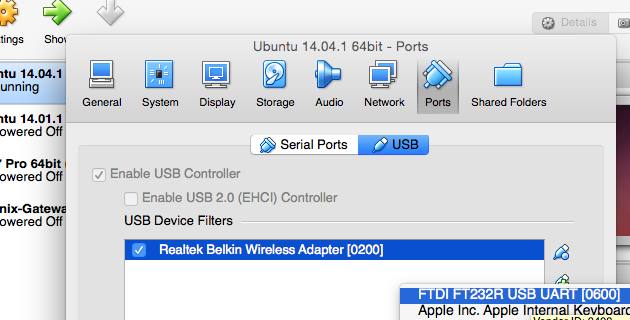 ttings
Show
Details
Ubuntu 14.04.1 64bit - Ports
General System Display Storage Audio Network Ports Shared Folders
ntu 14.04.1
unning
ntu 14.01.1
owered Off
Pro 64bit
owered Off
nix-Gatewa
owered Off
Serial Ports USB
Enable USB Controller
Enable USB 2.0 (EHCI) Controller
USB Device Filters
Realtek Belkin Wireless Adapter [0200]
FTDI FT232R USB UART [0600]
Apple Inc. Apple Internal Keyboard